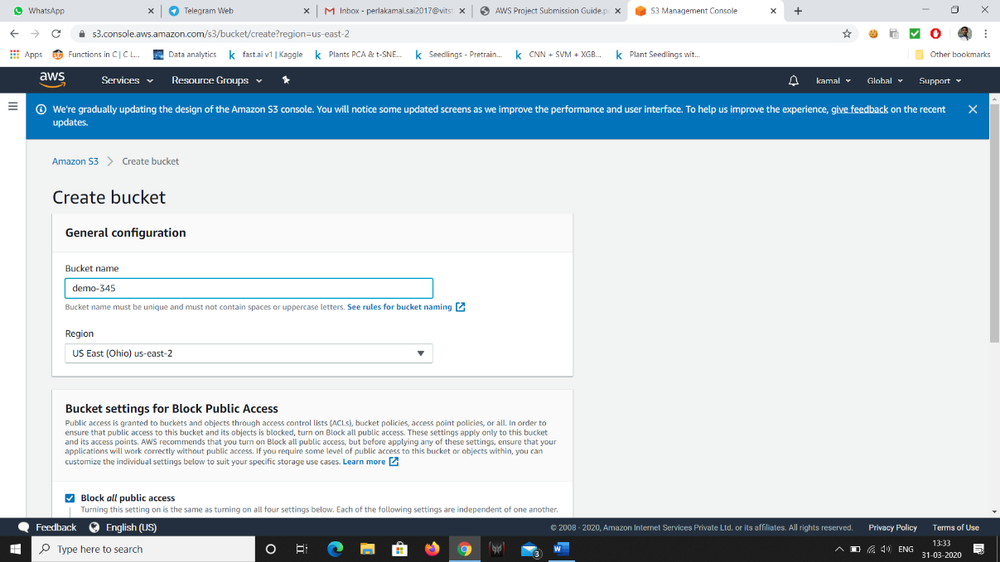 WhatsApp
Telegram Web
Inbox - perlakamal.sai2017@vitst
AWS Project Submission Guide.p
S3 Management Console
s3.console.aws.amazon.com/s3/bucket/create?region=us-east-2
Apps
Functions in C | C L...
Data analytics
fast.ai v1 | Kaggle
Plants PCA & t-SNE...
Seedlings - Pretrain...
CNN + SVM + XGB...
Plant Seedlings wit...
Other bookmarks
aws
Services
Resource Groups
kamal
Global
Support
We're gradually updating the design of the Amazon S3 console. You will notice some updated screens as we improve the performance and user interface. To help us improve the experience, give feedback on the recent
updates.
Amazon S3
Create bucket
Create bucket
General configuration
Bucket name
demo-345
Bucket name must be unique and must not contain spaces or uppercase letters. See rules for bucket naming
Region
US East (Ohio) us-east-2
Bucket settings for Block Public Access
Public access is granted to buckets and objects through access control lists (ACLs), bucket policies, access point policies, or all. In order to
ensure that public access to this bucket and its objects is blocked, turn on Block all public access. These settings apply only to this bucket
and its access points. AWS recommends that you turn on Block all public access, but before applying any of these settings, ensure that your
applications will work correctly without public access. If you require some level of public access to this bucket or objects within, you can
customize the individual settings below to suit your specific storage use cases. Learn more
Block all public access
Turning this setting on is the same as turning on all four settings below. Each of the following settings are independent of one another.
Feedback
English (US)
© 2008 - 2020, Amazon Internet Services Private Ltd. or its affiliates. All rights reserved.
Privacy Policy
Terms of Use
Type here to search
3
ENG
13:33
31-03-2020